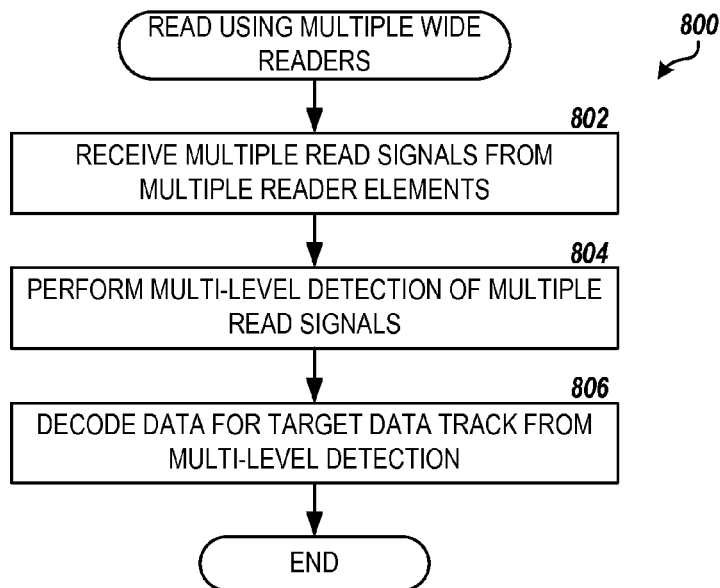 READ USING MULTIPLE WIDE
READERS
800
802
RECEIVE MULTIPLE READ SIGNALS FROM
MULTIPLE READER ELEMENTS
804
PERFORM MULTI-LEVEL DETECTION OF MULTIPLE
READ SIGNALS
806
DECODE DATA FOR TARGET DATA TRACK FROM
MULTI-LEVEL DETECTION
END